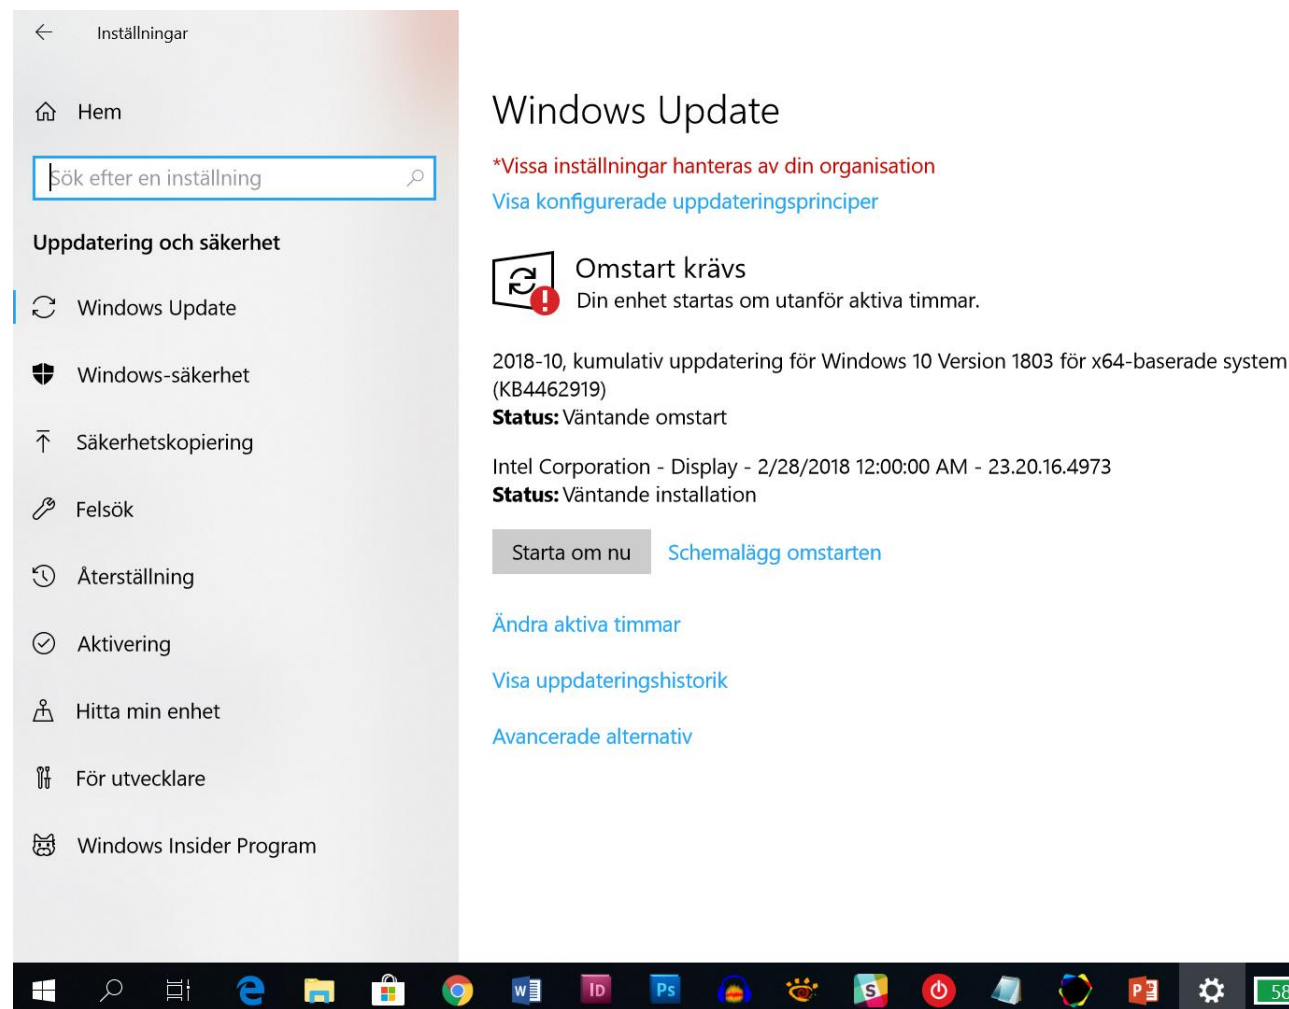 Inställningar
Hem
Sök efter en inställning
Uppdatering och säkerhet
Windows Update
Windows-säkerhet
Säkerhetskopiering
Felsök
Återställning
Aktivering
Hitta min enhet
För utvecklare
Windows Insider Program
Windows Update
*Vissa inställningar hanteras av din organisation
Visa konfigurerade uppdateringsprinciper
Omstart krävs
Din enhet startas om utanför aktiva timmar.
2018-10, kumulativ uppdatering för Windows 10 Version 1803 för x64-baserade system
(KB4462919)
Status: Väntande omstart
Intel Corporation - Display - 2/28/2018 12:00:00 AM - 23.20.16.4973
Status: Väntande installation
Starta om nu Schemalägg omstarten
Ändra aktiva timmar
Visa uppdateringshistorik
Avancerade alternativ
W ID Ps S P 58